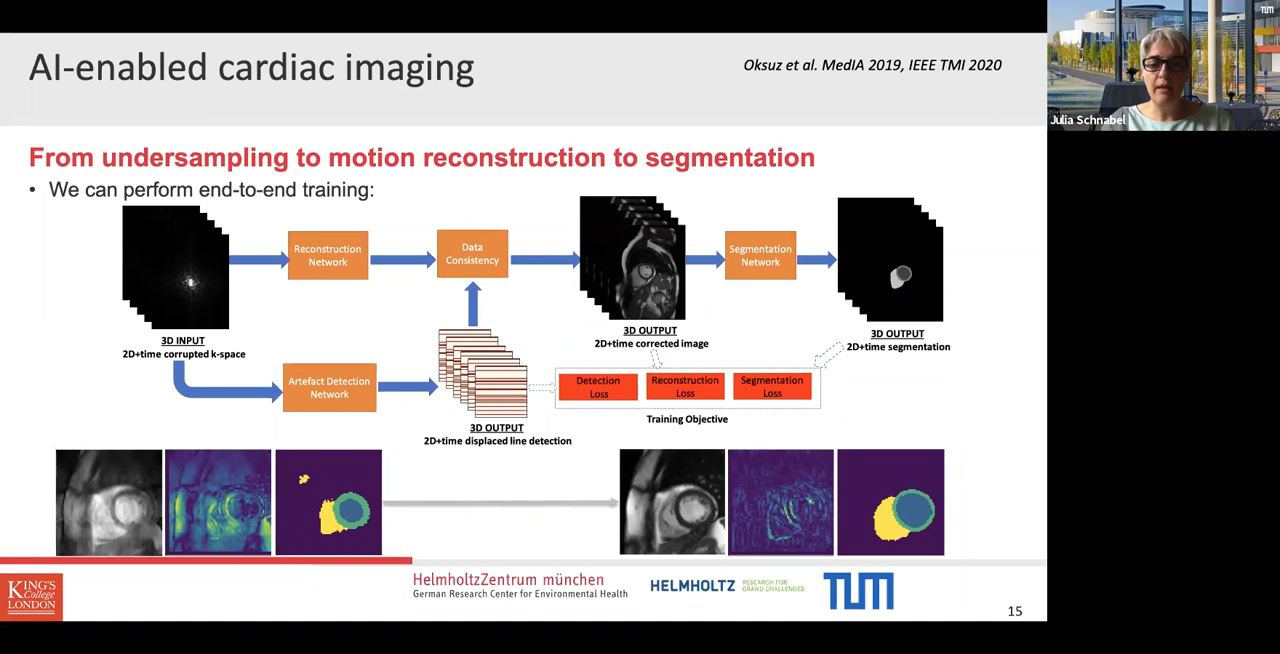 AI-enabled cardiac imaging
Oksuz et al. MedIA 2019, IEEE TMI 2020
TUM
Julia Schnabel
From undersampling to motion reconstruction to segmentation
• We can perform end-to-end training:
Reconstruction
Network
Data
Consistency
Segmentation
Network
3D INPUT
2D+time corrupted k-space
3D OUTPUT
2D+time corrected image
3D OUTPUT
2D+time segmentation
Artefact Detection
Network
Detection
Loss
Reconstruction
Loss
Segmentation
Loss
Training Objective
3D OUTPUT
2D+time displaced line detection
KING'S
College
LONDON
HelmholtzZentrum münchen
German Research Center for Environmental Health
HELMHOLTZ
RESEARCH FOR
GRAND CHALLENGES
TUM
15